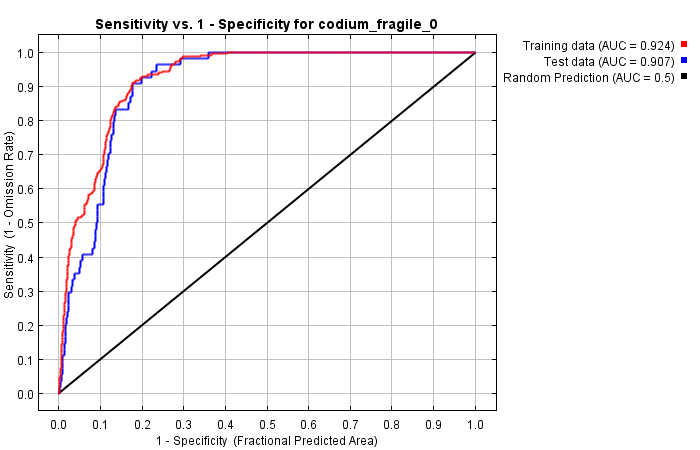 Sensitivity vs. 1 - Specificity for codium_fragile_0
Training data (AUC = 0.924)
Test data (AUC = 0.907)
Random Prediction (AUC = 0.5)
Sensitivity (1 - Omission Rate)
1.0
0.9
0.8
0.7
0.6
0.5
0.4
0.3
0.2
0.1
0.0
0.0 0.1 0.2 0.3 0.4 0.5 0.6 0.7 0.8 0.9 1.0
1 - Specificity (Fractional Predicted Area)